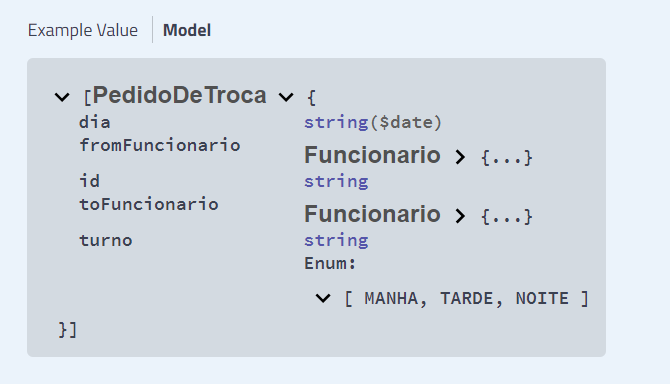 Example Value Model
[PedidoDeTroca {
dia string($date)
fromFuncionario Funcionario > {...}
id string
toFuncionario Funcionario > {...}
turno string
Enum:
[ MANHA, TARDE, NOITE ]
}]